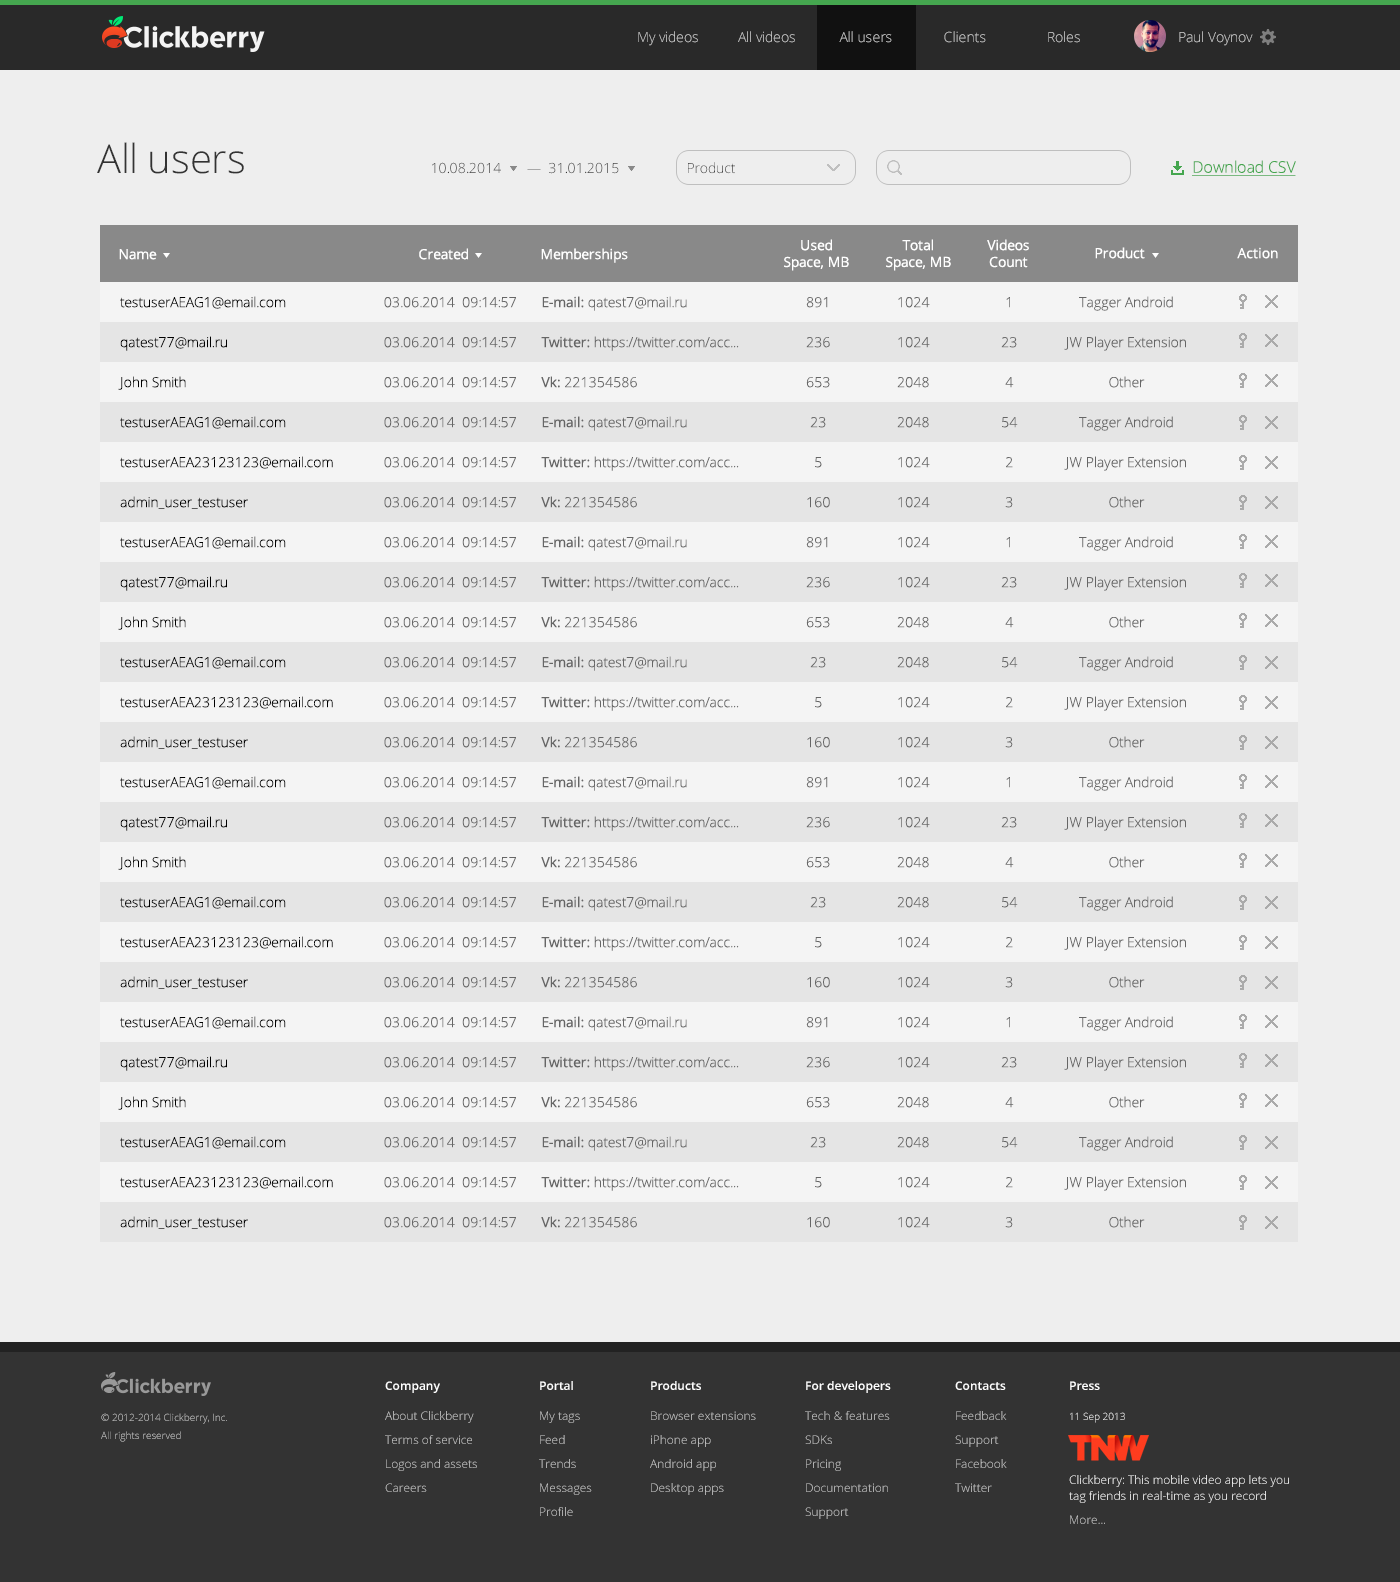 Clickberry
My videos All videos All users Clients Roles Paul Voynov
All users 10.08.2014 — 31.01.2015 Product Download CSV
Name Created Memberships Used Space, MB Total Space, MB Videos Count Product Action
testuserAEAG1@email.com 03.06.2014 09:14:57 E-mail: qatest7@mail.ru 891 1024 1 Tagger Android
qatest77@mail.ru 03.06.2014 09:14:57 Twitter: https://twitter.com/acc... 236 1024 23 JW Player Extension
John Smith 03.06.2014 09:14:57 Vk: 221354586 653 2048 4 Other
testuserAEAG1@email.com 03.06.2014 09:14:57 E-mail: qatest7@mail.ru 23 2048 54 Tagger Android
testuserAEA23123123@email.com 03.06.2014 09:14:57 Twitter: https://twitter.com/acc... 5 1024 2 JW Player Extension
admin_user_testuser 03.06.2014 09:14:57 Vk: 221354586 160 1024 3 Other
testuserAEAG1@email.com 03.06.2014 09:14:57 E-mail: qatest7@mail.ru 891 1024 1 Tagger Android
qatest77@mail.ru 03.06.2014 09:14:57 Twitter: https://twitter.com/acc... 236 1024 23 JW Player Extension
John Smith 03.06.2014 09:14:57 Vk: 221354586 653 2048 4 Other
testuserAEAG1@email.com 03.06.2014 09:14:57 E-mail: qatest7@mail.ru 23 2048 54 Tagger Android
testuserAEA23123123@email.com 03.06.2014 09:14:57 Twitter: https://twitter.com/acc... 5 1024 2 JW Player Extension
admin_user_testuser 03.06.2014 09:14:57 Vk: 221354586 160 1024 3 Other
testuserAEAG1@email.com 03.06.2014 09:14:57 E-mail: qatest7@mail.ru 891 1024 1 Tagger Android
qatest77@mail.ru 03.06.2014 09:14:57 Twitter: https://twitter.com/acc... 236 1024 23 JW Player Extension
John Smith 03.06.2014 09:14:57 Vk: 221354586 653 2048 4 Other
testuserAEAG1@email.com 03.06.2014 09:14:57 E-mail: qatest7@mail.ru 23 2048 54 Tagger Android
testuserAEA23123123@email.com 03.06.2014 09:14:57 Twitter: https://twitter.com/acc... 5 1024 2 JW Player Extension
admin_user_testuser 03.06.2014 09:14:57 Vk: 221354586 160 1024 3 Other
testuserAEAG1@email.com 03.06.2014 09:14:57 E-mail: qatest7@mail.ru 891 1024 1 Tagger Android
qatest77@mail.ru 03.06.2014 09:14:57 Twitter: https://twitter.com/acc... 236 1024 23 JW Player Extension
John Smith 03.06.2014 09:14:57 Vk: 221354586 653 2048 4 Other
testuserAEAG1@email.com 03.06.2014 09:14:57 E-mail: qatest7@mail.ru 23 2048 54 Tagger Android
testuserAEA23123123@email.com 03.06.2014 09:14:57 Twitter: https://twitter.com/acc... 5 1024 2 JW Player Extension
admin_user_testuser 03.06.2014 09:14:57 Vk: 221354586 160 1024 3 Other
Clickberry
© 2012-2014 Clickberry, Inc.
All rights reserved
Company
About Clickberry
Terms of service
Logos and assets
Careers
Portal
My tags
Feed
Trends
Messages
Profile
Products
Browser extensions
iPhone app
Android app
Desktop apps
For developers
Tech & features
SDKs
Pricing
Documentation
Support
Contacts
Feedback
Support
Facebook
Twitter
Press
11 Sep 2013
TNW
Clickberry: This mobile video app lets you
tag friends in real-time as you record
More...